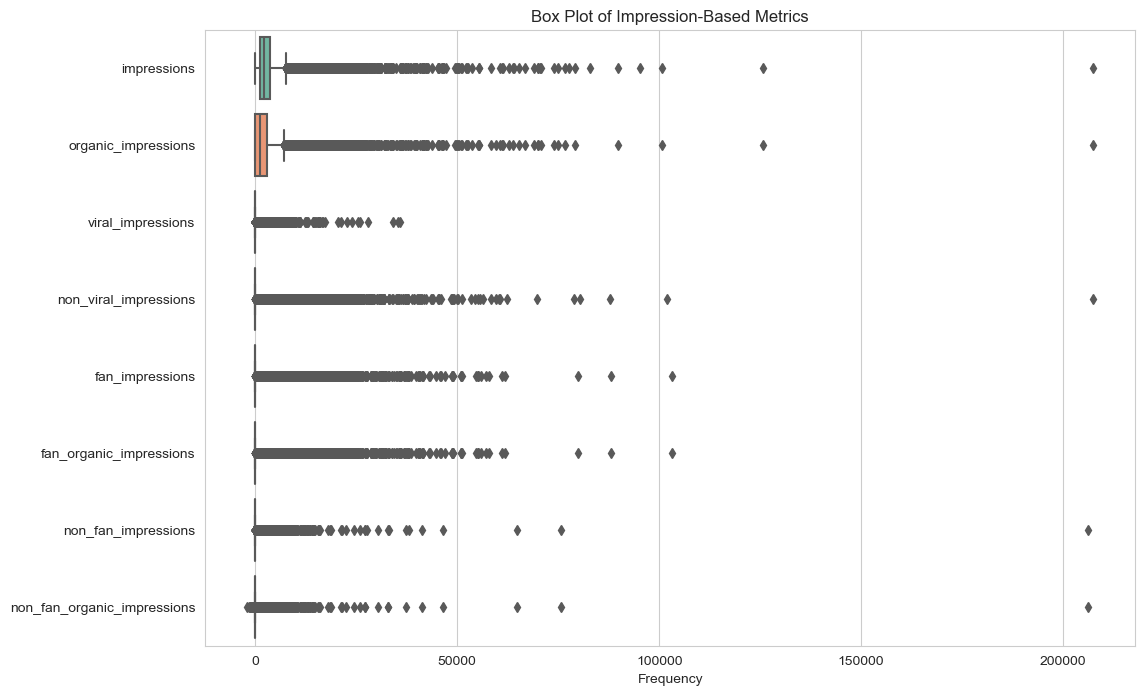 Box Plot of Impression-Based Metrics
impressions
organic_impressions
viral_impressions
non_viral_impressions
fan_impressions
fan_organic_impressions
non_fan_impressions
non_fan_organic_impressions
0 50000 100000 150000 200000
Frequency